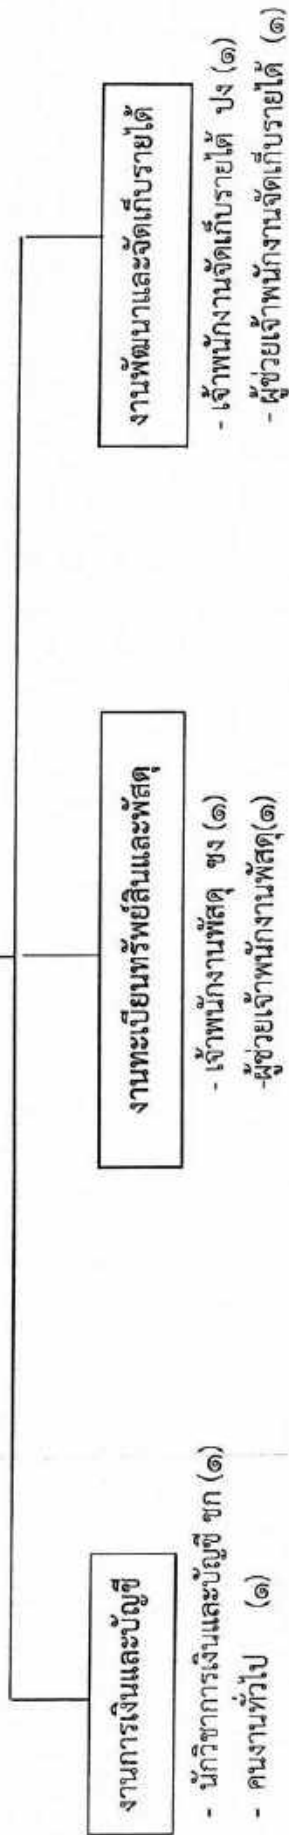 งานการเงินและบัญชี
- นักวิชาการเงินและบัญชี ชก (๑)
- คนงานทั่วไป (๑)
งานทะเบียนทรัพย์สินและพัสดุ
- เจ้าพนักงานพัสดุ ชง (๑)
-ผู้ช่วยเจ้าพนักงานพัสดุ(๑)
งานพัฒนาและจัดเก็บรายได้
- เจ้าพนักงานจัดเก็บรายได้ ปง (๑)
- ผู้ช่วยเจ้าพนักงานจัดเก็บรายได้ (๑)